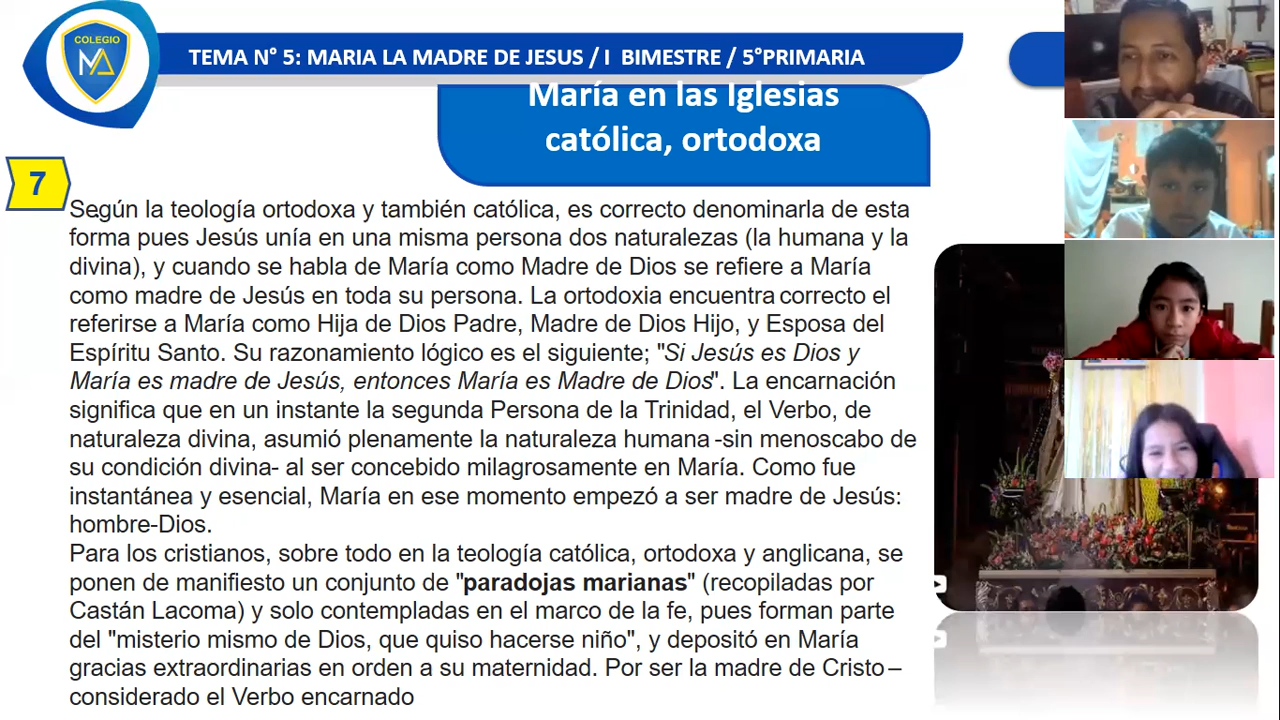 COLEGIO
MA
TEMA N° 5: MARIA LA MADRE DE JESUS / I BIMESTRE / 5°PRIMARIA
María en las Iglesias
católica, ortodoxa
7
Según la teología ortodoxa y también católica, es correcto denominarla de esta
forma pues Jesús unía en una misma persona dos naturalezas (la humana y la
divina), y cuando se habla de María como Madre de Dios se refiere a María
como madre de Jesús en toda su persona. La ortodoxia encuentra correcto el
referirse a María como Hija de Dios Padre, Madre de Dios Hijo, y Esposa del
Espíritu Santo. Su razonamiento lógico es el siguiente; "Si Jesús es Dios y
María es madre de Jesús, entonces María es Madre de Dios". La encarnación
significa que en un instante la segunda Persona de la Trinidad, el Verbo, de
naturaleza divina, asumió plenamente la naturaleza humana -sin menoscabo de
su condición divina- al ser concebido milagrosamente en María. Como fue
instantánea y esencial, María en ese momento empezó a ser madre de Jesús:
hombre-Dios.
Para los cristianos, sobre todo en la teología católica, ortodoxa y anglicana, se
ponen de manifiesto un conjunto de "paradojas marianas" (recopiladas por
Castán Lacoma) y solo contempladas en el marco de la fe, pues forman parte
del "misterio mismo de Dios, que quiso hacerse niño", y depositó en María
gracias extraordinarias en orden a su maternidad. Por ser la madre de Cristo –
considerado el Verbo encarnado